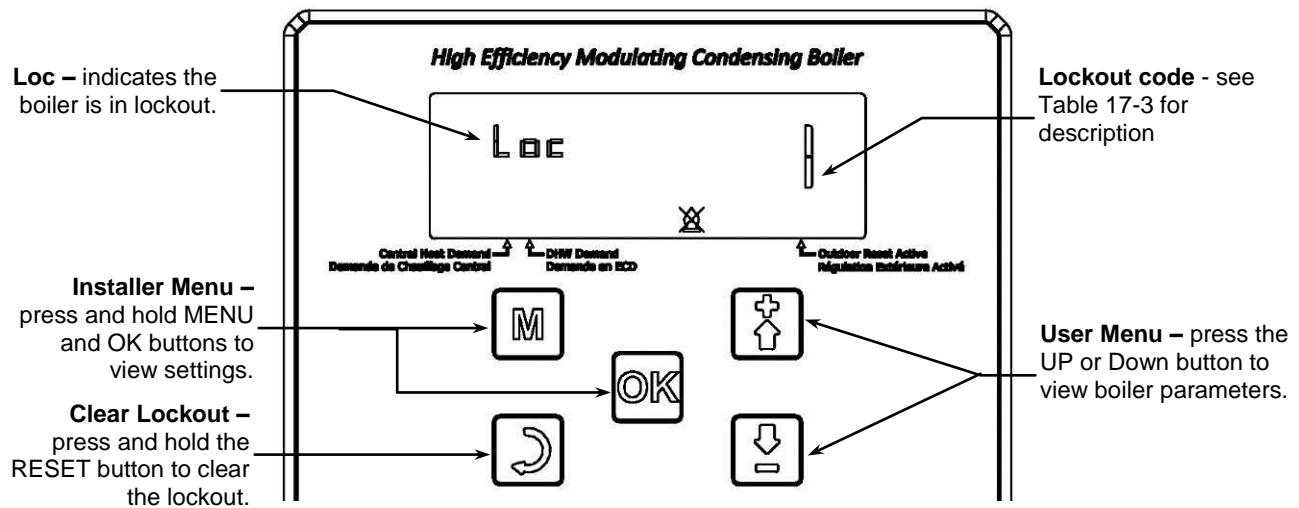 High Efficiency Modulating Condensing Boiler
Loc – indicates the
boiler is in lockout.
Loc
1
Lockout code - see
Table 17-3 for
description
Central Heat Demand
Demande de Chauffage Central
DHW Demand
Demande en ECD
Outdoor Reset Active
Régulation Extérieure Activé
Installer Menu –
press and hold MENU
and OK buttons to
view settings.
M
OK
User Menu – press the
UP or Down button to
view boiler parameters.
Clear Lockout –
press and hold the
RESET button to clear
the lockout.